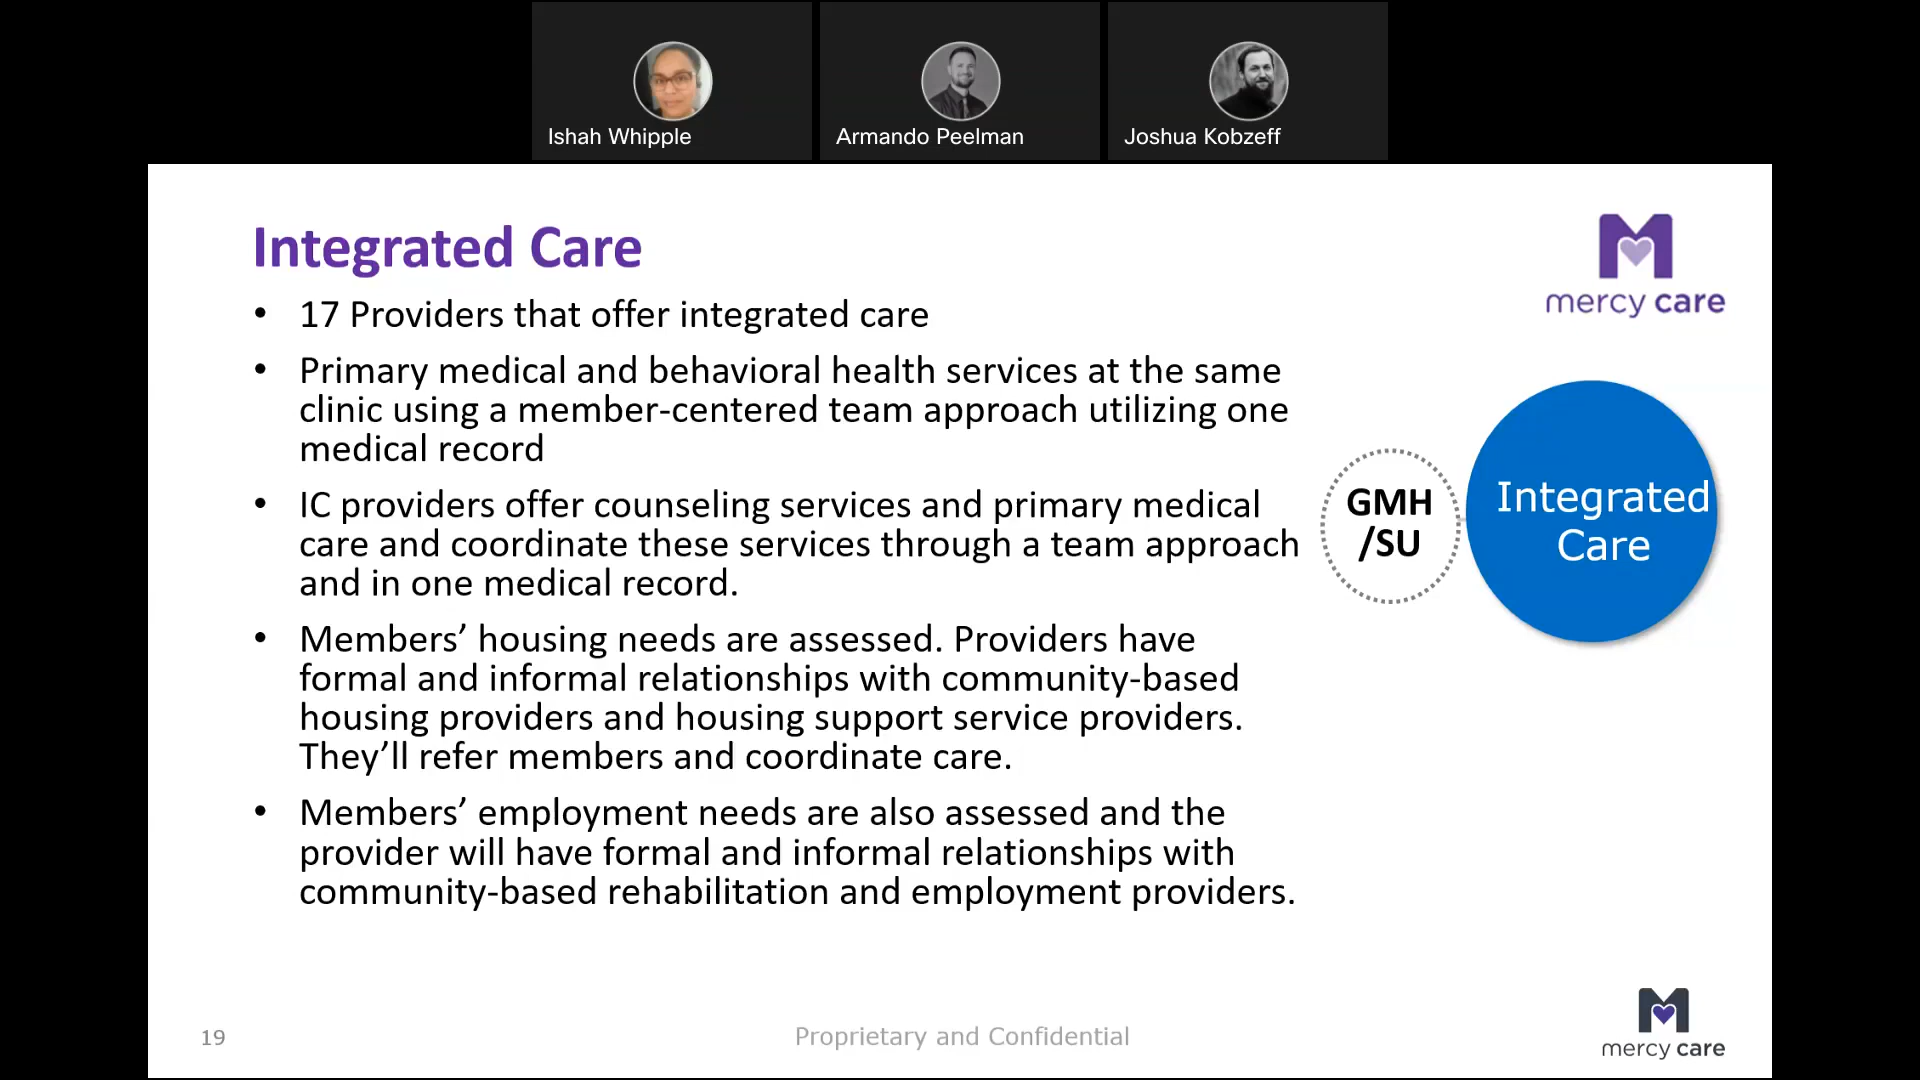 Ishah Whipple
Armando Peelman
Joshua Kobzeff
Integrated Care
mercy care
• 17 Providers that offer integrated care
• Primary medical and behavioral health services at the same
clinic using a member-centered team approach utilizing one
medical record
• IC providers offer counseling services and primary medical
care and coordinate these services through a team approach
and in one medical record.
• Members’ housing needs are assessed. Providers have
formal and informal relationships with community-based
housing providers and housing support service providers.
They’ll refer members and coordinate care.
• Members’ employment needs are also assessed and the
provider will have formal and informal relationships with
community-based rehabilitation and employment providers.
GMH
/SU
Integrated
Care
19
Proprietary and Confidential
mercy care